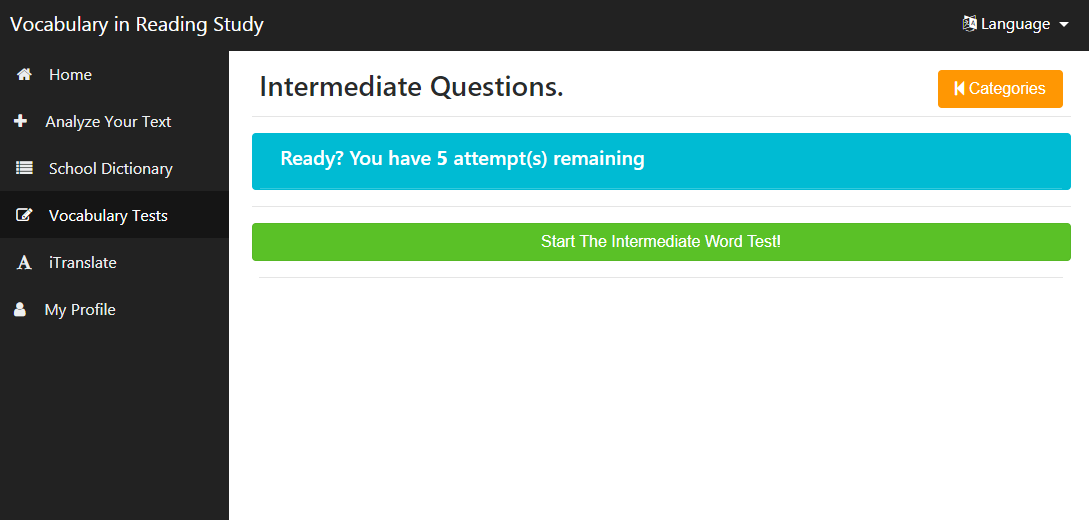 Vocabulary in Reading Study
Language
Home
Analyze Your Text
School Dictionary
Vocabulary Tests
iTranslate
My Profile
Intermediate Questions.
Categories
Ready? You have 5 attempt(s) remaining
Start The Intermediate Word Test!